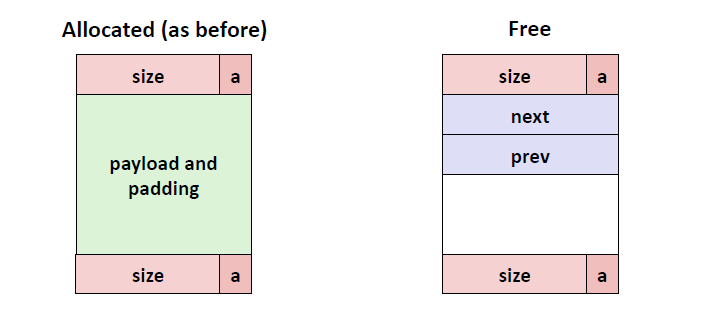 Allocated (as before)
size a
payload and
padding
size a
Free
size a
next
prev
size a